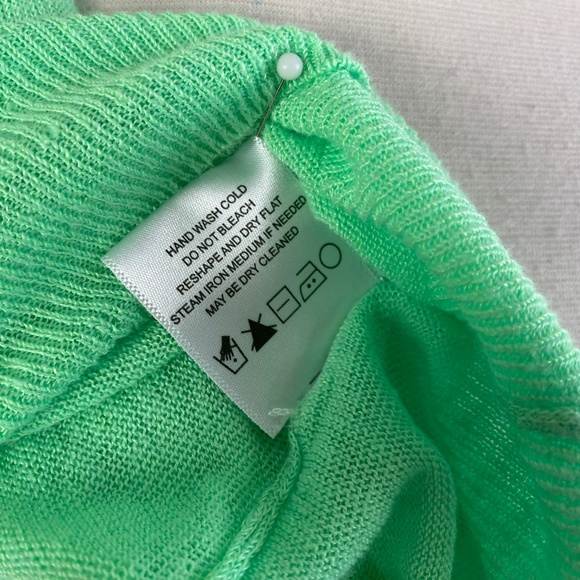 HAND WASH COLD
DO NOT BLEACH
RESHAPE AND DRY FLAT
STEAM IRON MEDIUM IF NEEDED
MAY BE DRY CLEANED